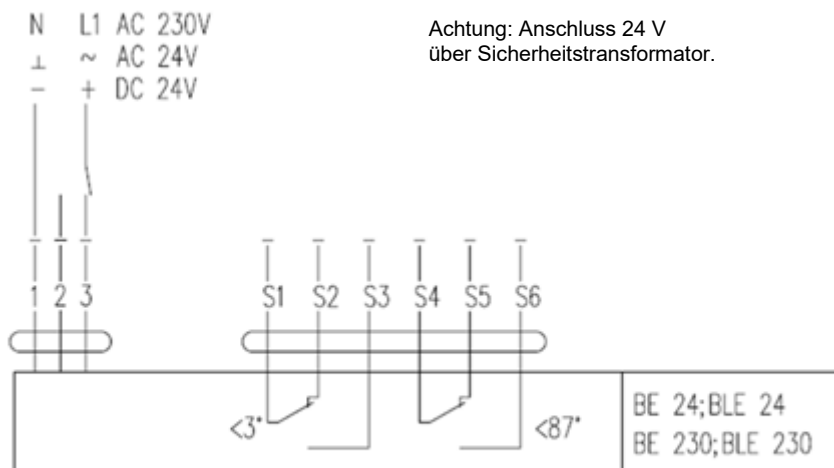 N L1 AC 230V
⊥ ~ AC 24V
− + DC 24V
Achtung: Anschluss 24 V
über Sicherheitstransformator.
1 2 3 S1 S2 S3 S4 S5 S6
<3° <87°
BE 24;BLE 24
BE 230;BLE 230